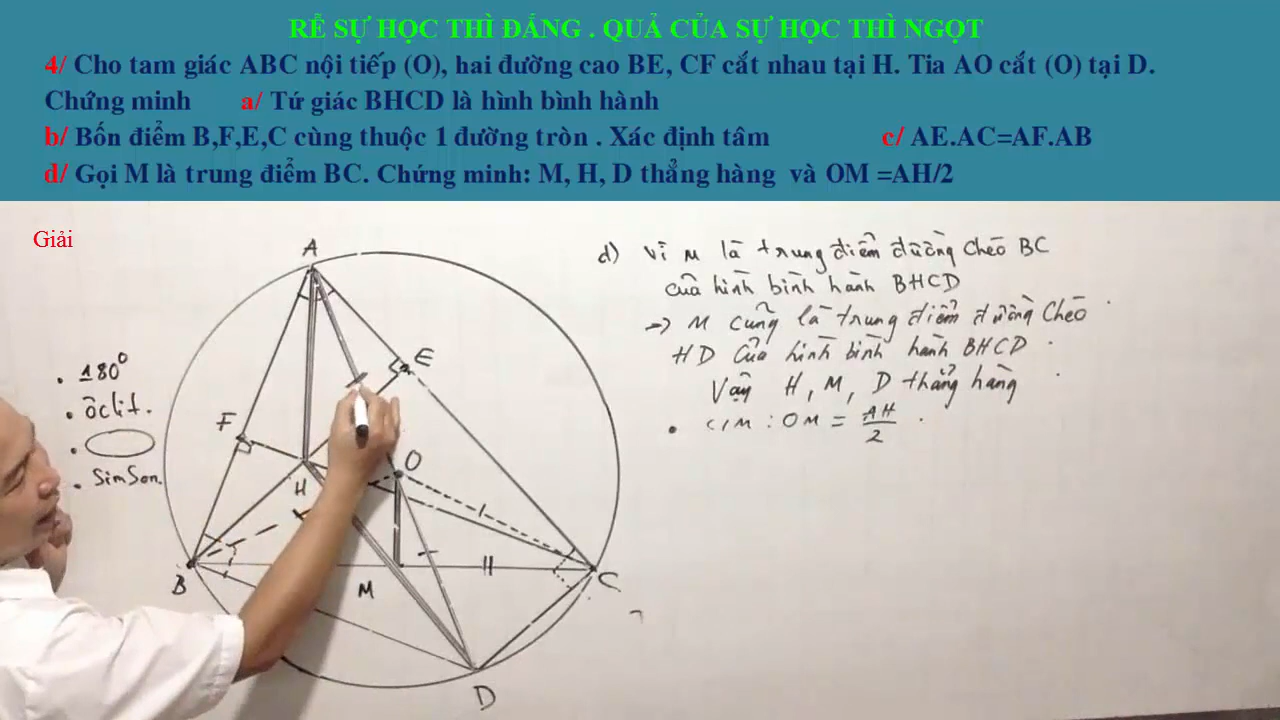 RỄ SỰ HỌC THÌ ĐẮNG . QUẢ CỦA SỰ HỌC THÌ NGỌT
4/ Cho tam giác ABC nội tiếp (O), hai đường cao BE, CF cắt nhau tại H. Tia AO cắt (O) tại D.
Chứng minh a/ Tứ giác BHCD là hình bình hành
b/ Bốn điểm B,F,E,C cùng thuộc 1 đường tròn . Xác định tâm c/ AE.AC=AF.AB
d/ Gọi M là trung điểm BC. Chứng minh: M, H, D thẳng hàng và OM =AH/2
Giải
d) Vì M là trung điểm đường chéo BC
của hình bình hành BHCD
=> M cũng là trung điểm đường chéo
HD của hình bình hành BHCD
Vậy H, M, D thẳng hàng
• C/M : OM = AH/2
• 180°
• Ôclit.
•
• SimSon.
A
E
F
O
H
B
M
H
C
D